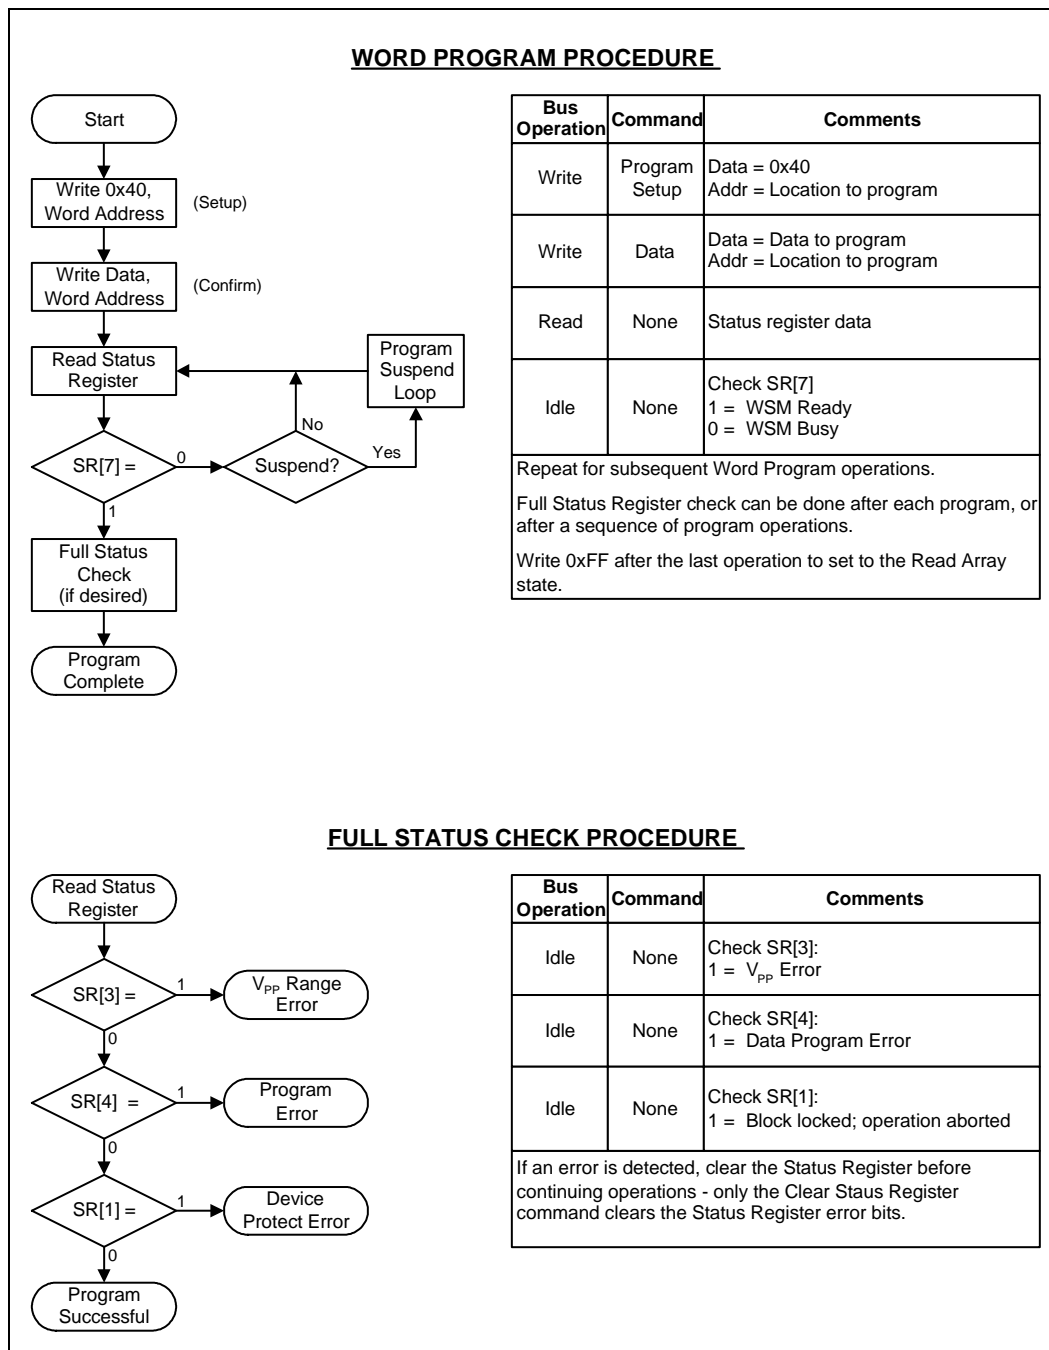 WORD PROGRAM PROCEDURE
Start
Write 0x40,
Word Address
(Setup)
Write Data,
Word Address
(Confirm)
Read Status
Register
Program
Suspend
Loop
No
Yes
SR[7] =
0
Suspend?
1
Full Status
Check
(if desired)
Program
Complete
Bus
Operation
Command
Comments
Write
Program
Setup
Data = 0x40
Addr = Location to program
Write
Data
Data = Data to program
Addr = Location to program
Read
None
Status register data
Idle
None
Check SR[7]
1 = WSM Ready
0 = WSM Busy
Repeat for subsequent Word Program operations.
Full Status Register check can be done after each program, or
after a sequence of program operations.
Write 0xFF after the last operation to set to the Read Array
state.
FULL STATUS CHECK PROCEDURE
Read Status
Register
SR[3] =
1
VPP Range
Error
0
SR[4] =
1
Program
Error
0
SR[1] =
1
Device
Protect Error
0
Program
Successful
Bus
Operation
Command
Comments
Idle
None
Check SR[3]:
1 = VPP Error
Idle
None
Check SR[4]:
1 = Data Program Error
Idle
None
Check SR[1]:
1 = Block locked; operation aborted
If an error is detected, clear the Status Register before
continuing operations - only the Clear Staus Register
command clears the Status Register error bits.